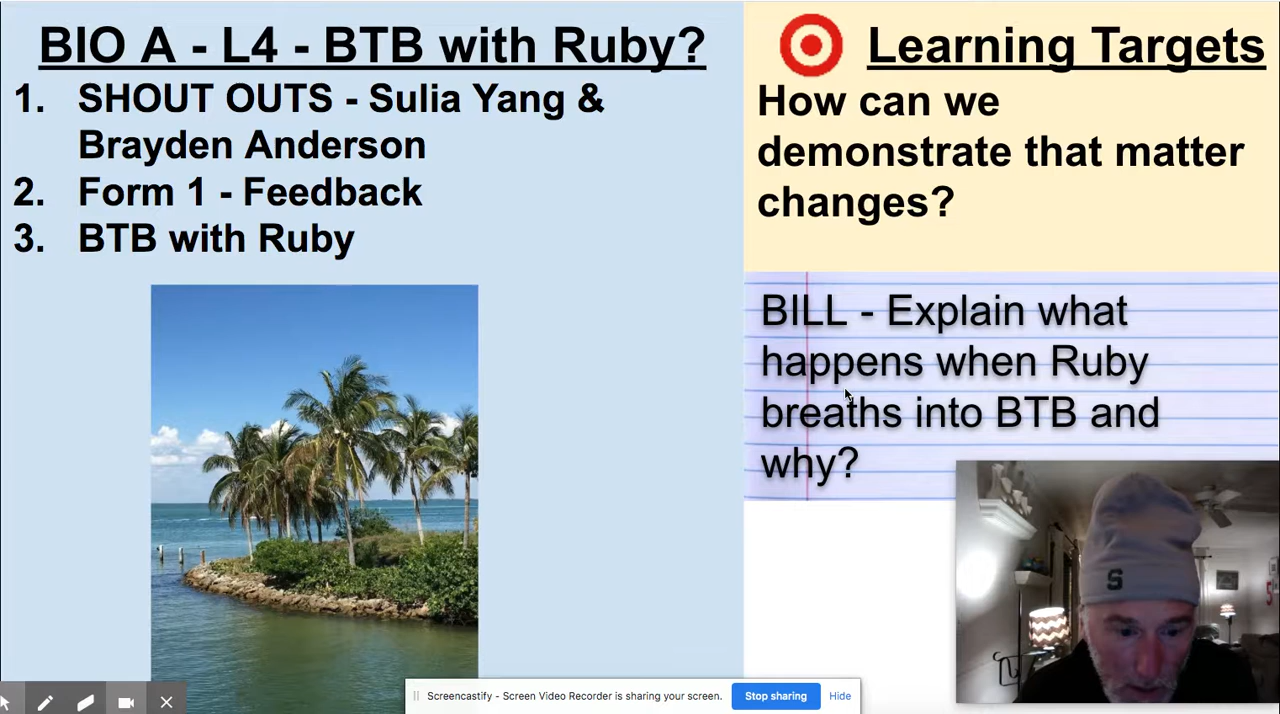 BIO A - L4 - BTB with Ruby?
1. SHOUT OUTS - Sulia Yang &
Brayden Anderson
2. Form 1 - Feedback
3. BTB with Ruby
Learning Targets
How can we
demonstrate that matter
changes?
BILL - Explain what
happens when Ruby
breaths into BTB and
why?
S
Screencastify - Screen Video Recorder is sharing your screen.
Stop sharing
Hide